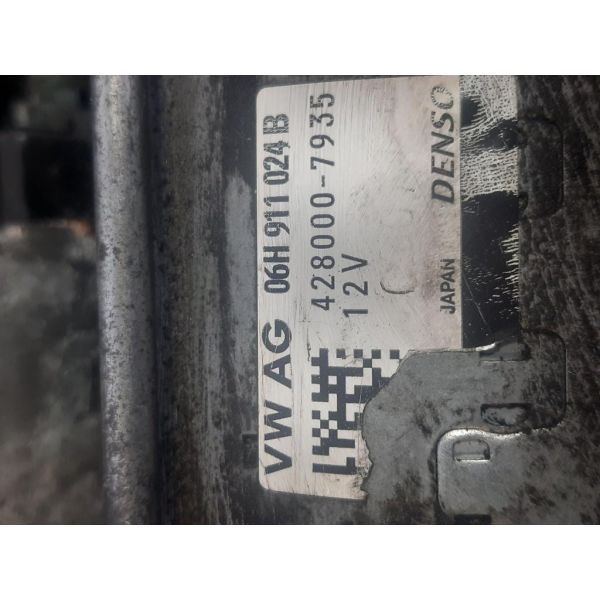 VW AG 06H 911 024 B
428000-7935
12V
JAPAN DENSO